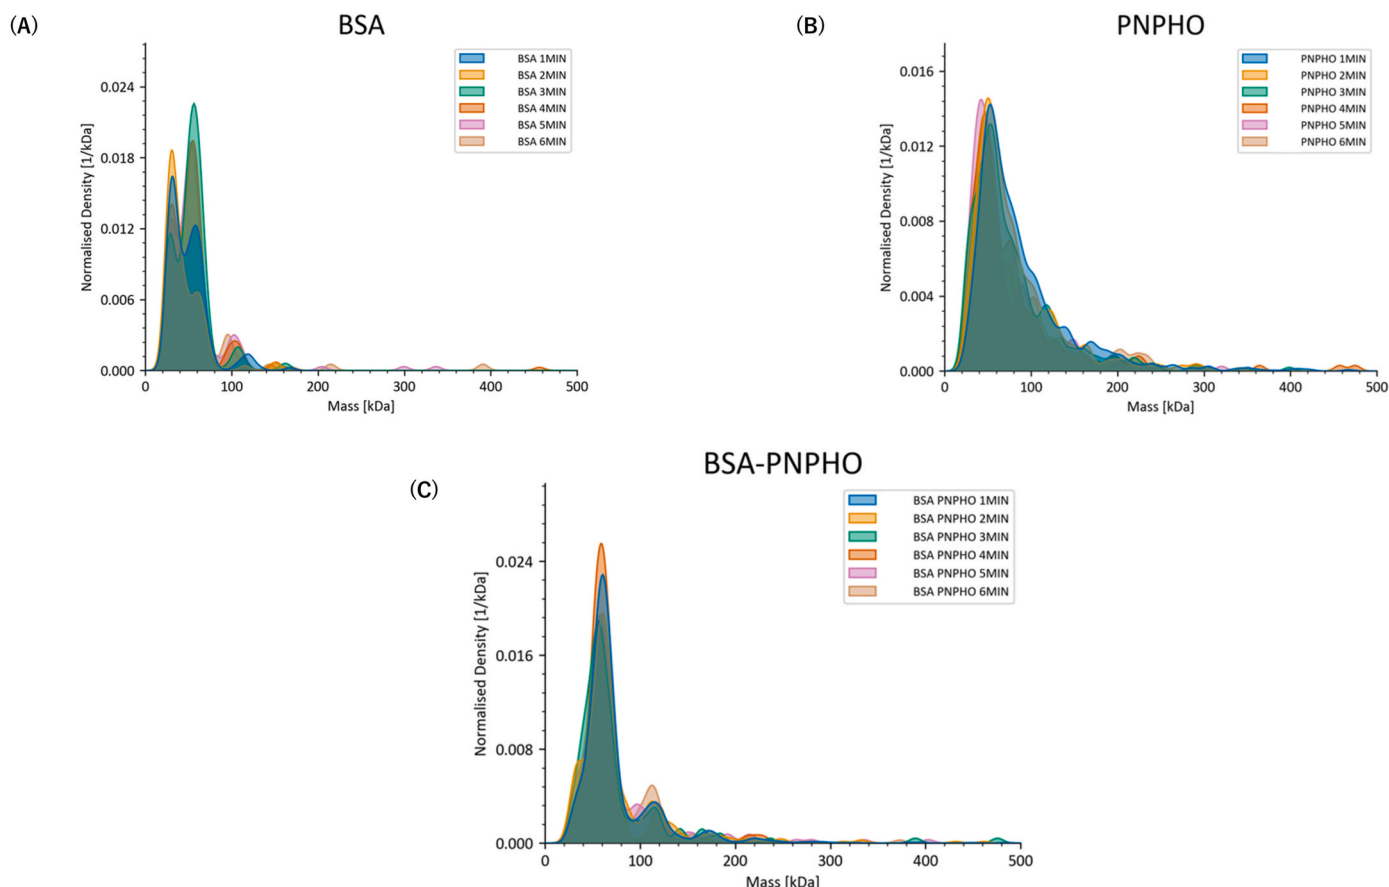 (A)
BSA
BSA 1MIN
BSA 2MIN
BSA 3MIN
BSA 4MIN
BSA 5MIN
BSA 6MIN
Normalised Density [1/kDa]
0.024
0.018
0.012
0.006
0.000
0 100 200 300 400 500
Mass [kDa]
(B)
PNPHO
PNPHO 1MIN
PNPHO 2MIN
PNPHO 3MIN
PNPHO 4MIN
PNPHO 5MIN
PNPHO 6MIN
Normalised Density [1/kDa]
0.016
0.012
0.008
0.004
0.000
0 100 200 300 400 500
Mass [kDa]
(C)
BSA-PNPHO
BSA PNPHO 1MIN
BSA PNPHO 2MIN
BSA PNPHO 3MIN
BSA PNPHO 4MIN
BSA PNPHO 5MIN
BSA PNPHO 6MIN
Normalised Density [1/kDa]
0.024
0.016
0.008
0.000
0 100 200 300 400 500
Mass [kDa]